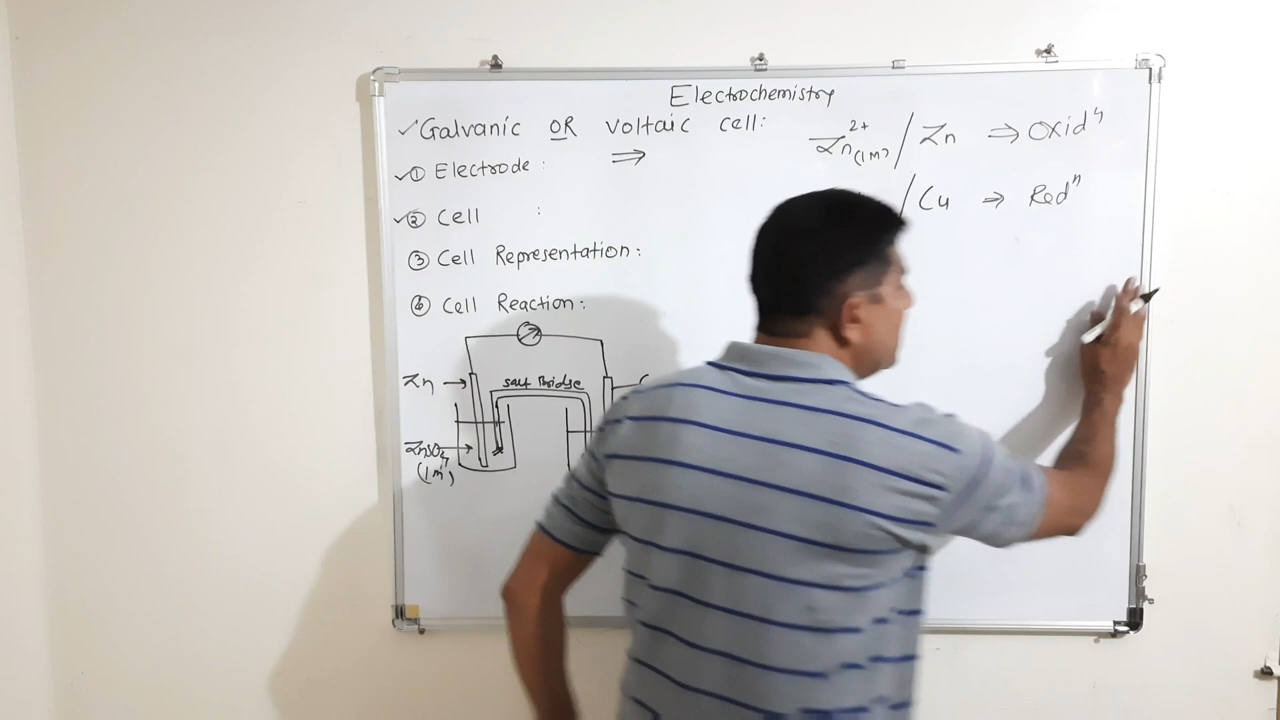 Electrochemistry
✓Galvanic OR voltaic cell:
⇒
✓① Electrode :
✓② Cell :
③ Cell Representation:
④ Cell Reaction:
Zn²⁺(1M) / Zn ⇒ Oxidⁿ
/ Cu ⇒ Redⁿ
Zn →
salt Bridge
ZnSO₄ →
(1M)